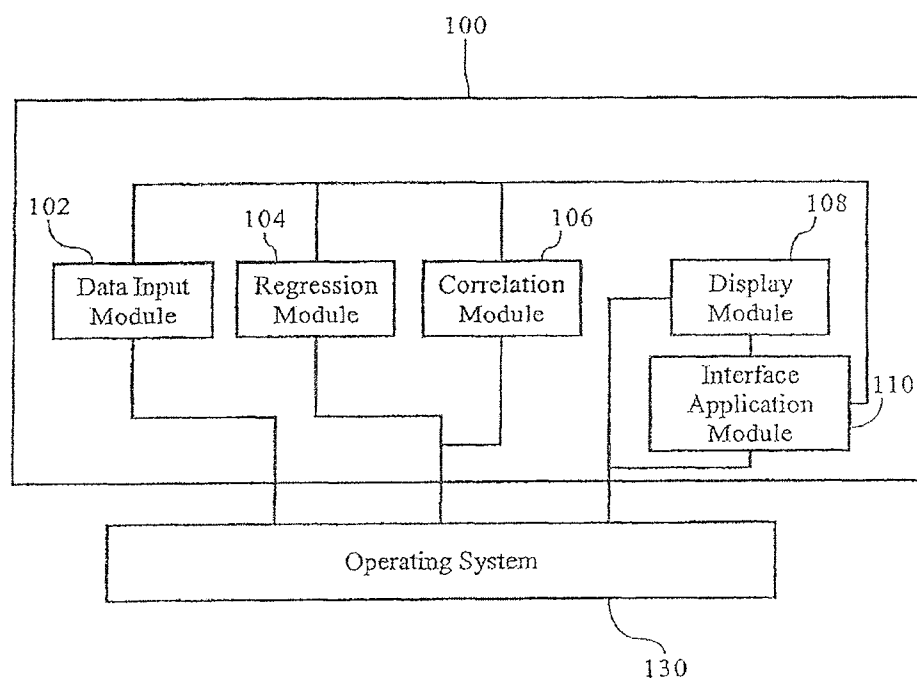 100
102
104
106
108
Data Input
Module
Regression
Module
Correlation
Module
Display
Module
Interface
Application
Module
110
Operating System
130